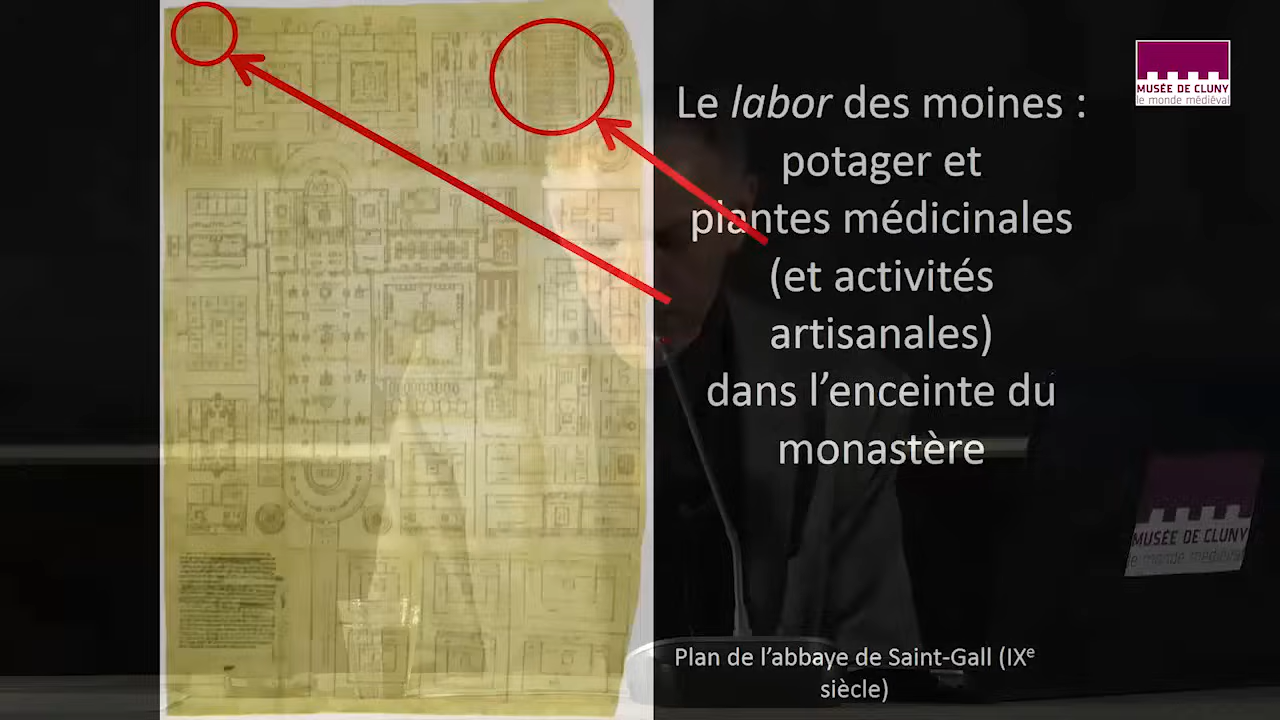 MUSÉE DE CLUNY
le monde médiéval
Le labor des moines :
potager et
plantes médicinales
(et activités
artisanales)
dans l’enceinte du
monastère
MUSÉE DE CLUNY
le monde médiéval
Plan de l’abbaye de Saint-Gall (IXe
siècle)